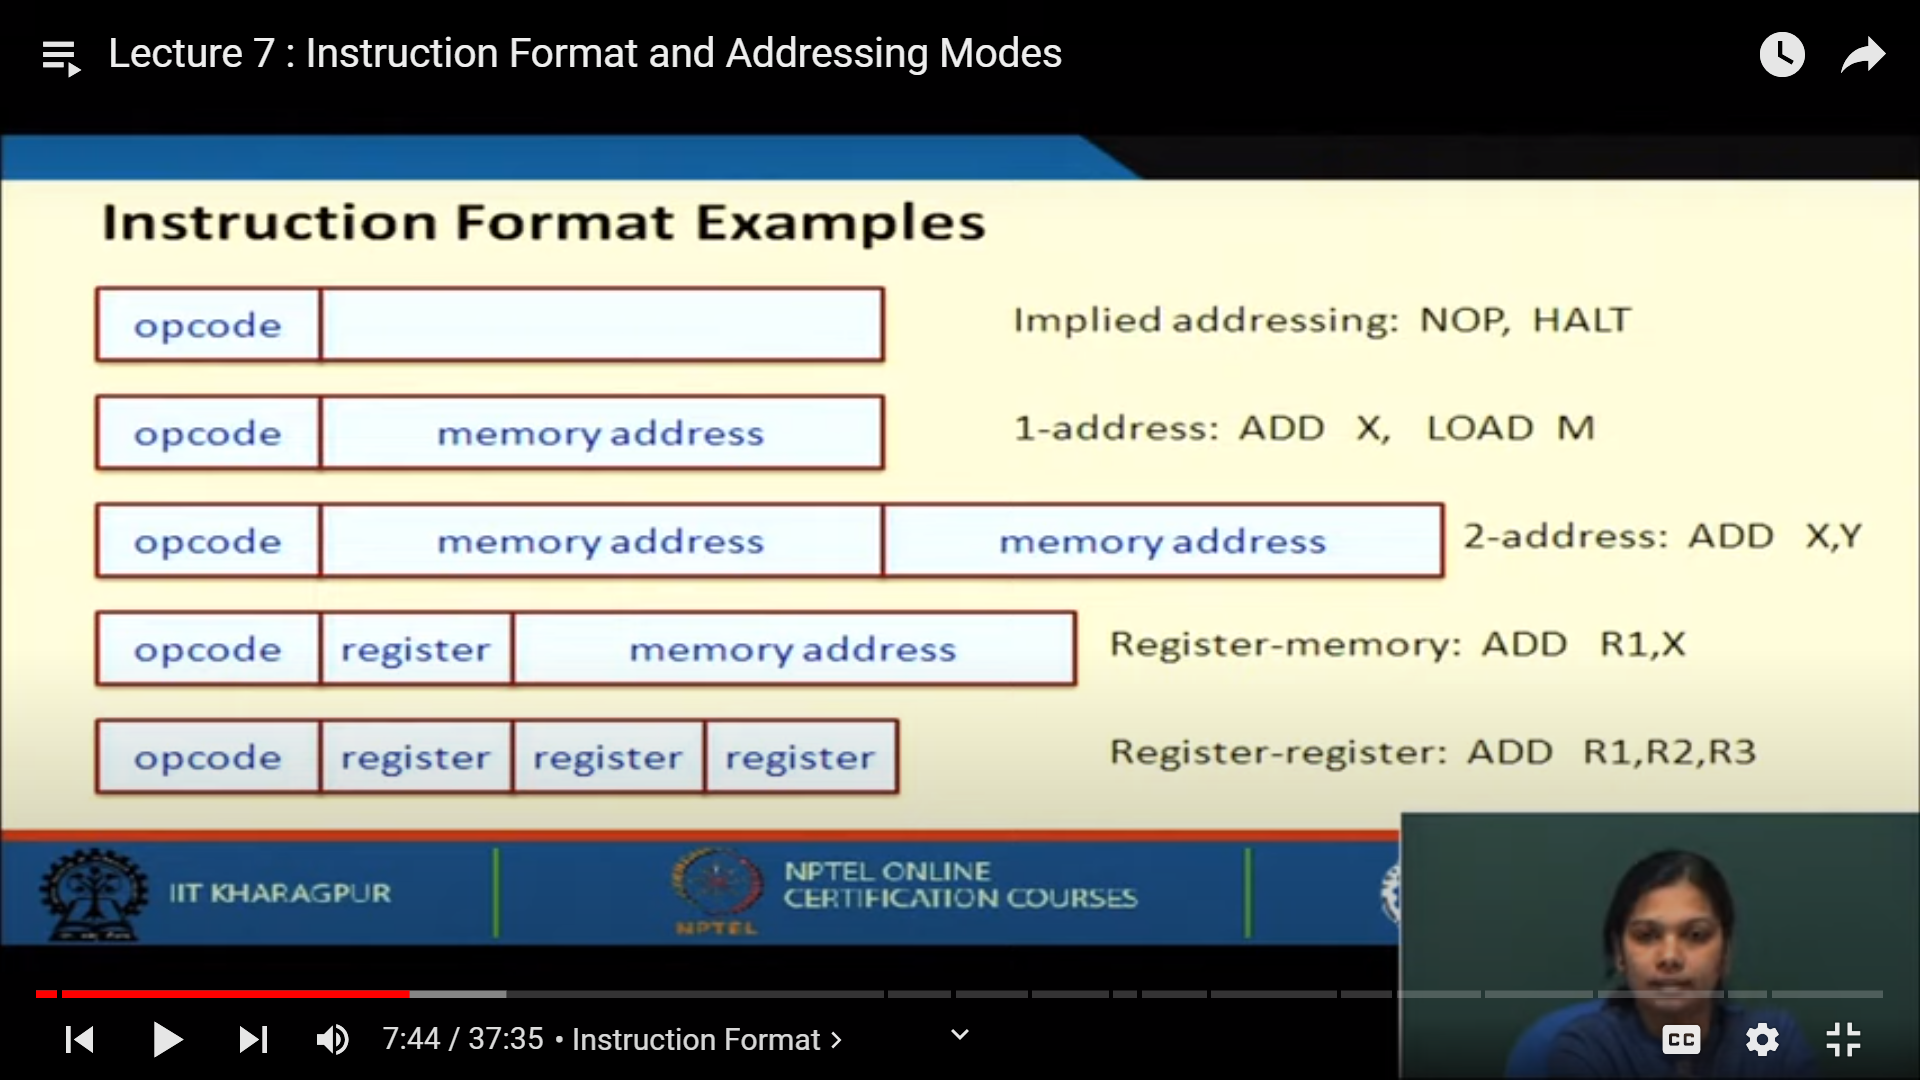 Lecture 7 : Instruction Format and Addressing Modes
Instruction Format Examples
opcode Implied addressing: NOP, HALT
opcode memory address 1-address: ADD X, LOAD M
opcode memory address memory address 2-address: ADD X,Y
opcode register memory address Register-memory: ADD R1,X
opcode register register register Register-register: ADD R1,R2,R3
IIT KHARAGPUR
NPTEL
NPTEL ONLINE
CERTIFICATION COURSES
7:44 / 37:35 • Instruction Format >
CC